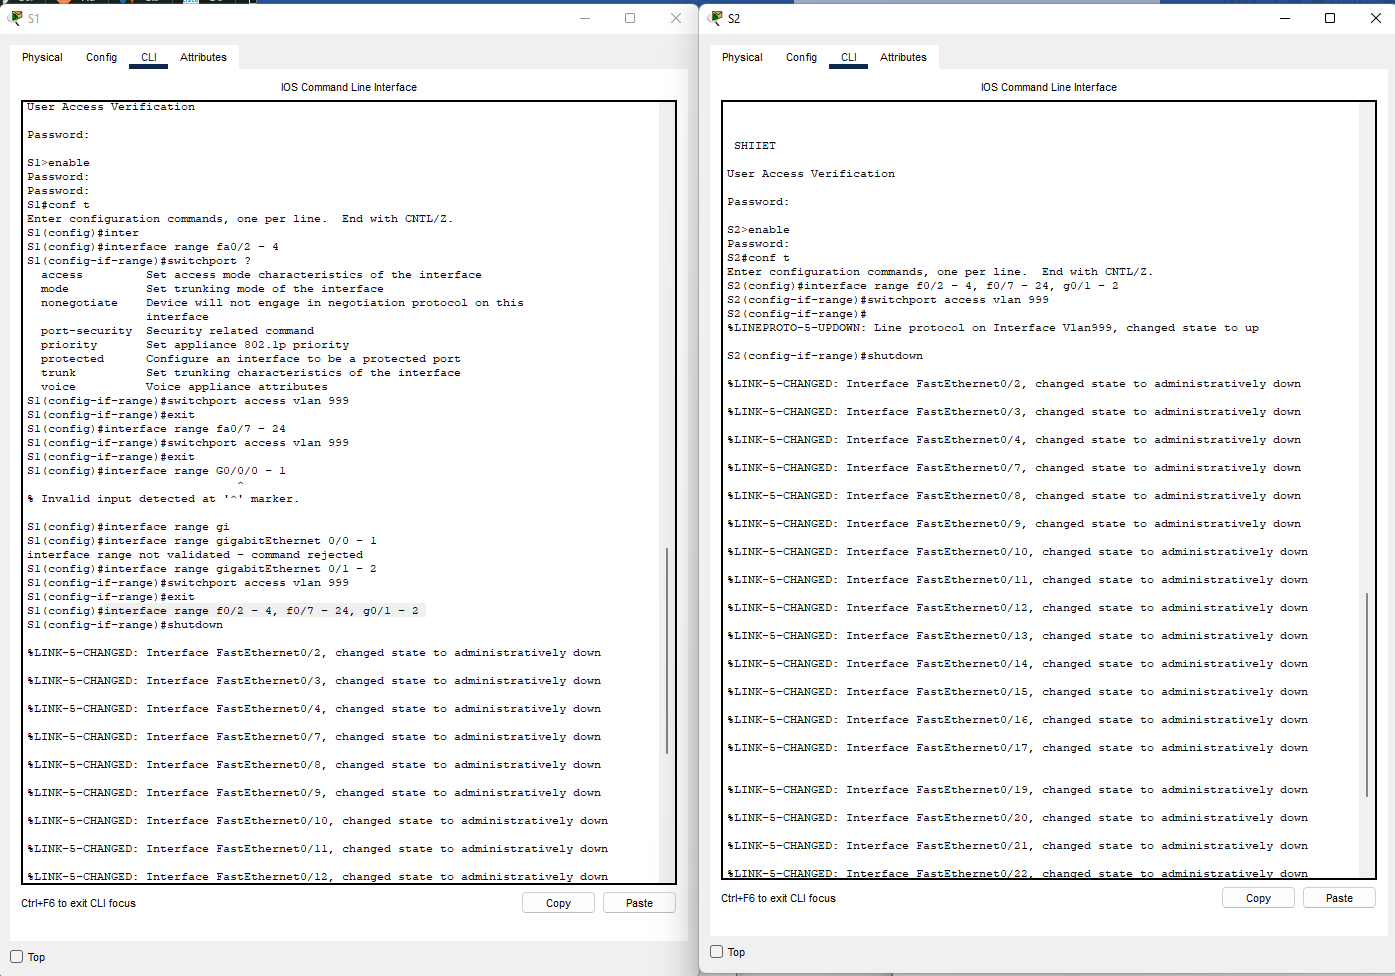 S1
Physical Config CLI Attributes
IOS Command Line Interface
User Access Verification
Password:
S1>enable
Password:
Password:
S1#conf t
Enter configuration commands, one per line.  End with CNTL/Z.
S1(config)#inter
S1(config)#interface range fa0/2 - 4
S1(config-if-range)#switchport ?
access Set access mode characteristics of the interface
mode Set trunking mode of the interface
nonegotiate Device will not engage in negotiation protocol on this
interface
port-security Security related command
priority Set appliance 802.1p priority
protected Configure an interface to be a protected port
trunk Set trunking characteristics of the interface
voice Voice appliance attributes
S1(config-if-range)#switchport access vlan 999
S1(config-if-range)#exit
S1(config)#interface range fa0/7 - 24
S1(config-if-range)#switchport access vlan 999
S1(config-if-range)#exit
S1(config)#interface range G0/0/0 - 1
^
% Invalid input detected at '^' marker.
S1(config)#interface range gi
S1(config)#interface range gigabitEthernet 0/0 - 1
interface range not validated - command rejected
S1(config)#interface range gigabitEthernet 0/1 - 2
S1(config-if-range)#switchport access vlan 999
S1(config-if-range)#exit
S1(config)#interface range f0/2 - 4, f0/7 - 24, g0/1 - 2
S1(config-if-range)#shutdown
%LINK-5-CHANGED: Interface FastEthernet0/2, changed state to administratively down
%LINK-5-CHANGED: Interface FastEthernet0/3, changed state to administratively down
%LINK-5-CHANGED: Interface FastEthernet0/4, changed state to administratively down
%LINK-5-CHANGED: Interface FastEthernet0/7, changed state to administratively down
%LINK-5-CHANGED: Interface FastEthernet0/8, changed state to administratively down
%LINK-5-CHANGED: Interface FastEthernet0/9, changed state to administratively down
%LINK-5-CHANGED: Interface FastEthernet0/10, changed state to administratively down
%LINK-5-CHANGED: Interface FastEthernet0/11, changed state to administratively down
%LINK-5-CHANGED: Interface FastEthernet0/12, changed state to administratively down
Ctrl+F6 to exit CLI focus
Copy Paste
Top
S2
Physical Config CLI Attributes
IOS Command Line Interface
SHIIET
User Access Verification
Password:
S2>enable
Password:
S2#conf t
Enter configuration commands, one per line.  End with CNTL/Z.
S2(config)#interface range f0/2 - 4, f0/7 - 24, g0/1 - 2
S2(config-if-range)#switchport access vlan 999
S2(config-if-range)#
%LINEPROTO-5-UPDOWN: Line protocol on Interface Vlan999, changed state to up
S2(config-if-range)#shutdown
%LINK-5-CHANGED: Interface FastEthernet0/2, changed state to administratively down
%LINK-5-CHANGED: Interface FastEthernet0/3, changed state to administratively down
%LINK-5-CHANGED: Interface FastEthernet0/4, changed state to administratively down
%LINK-5-CHANGED: Interface FastEthernet0/7, changed state to administratively down
%LINK-5-CHANGED: Interface FastEthernet0/8, changed state to administratively down
%LINK-5-CHANGED: Interface FastEthernet0/9, changed state to administratively down
%LINK-5-CHANGED: Interface FastEthernet0/10, changed state to administratively down
%LINK-5-CHANGED: Interface FastEthernet0/11, changed state to administratively down
%LINK-5-CHANGED: Interface FastEthernet0/12, changed state to administratively down
%LINK-5-CHANGED: Interface FastEthernet0/13, changed state to administratively down
%LINK-5-CHANGED: Interface FastEthernet0/14, changed state to administratively down
%LINK-5-CHANGED: Interface FastEthernet0/15, changed state to administratively down
%LINK-5-CHANGED: Interface FastEthernet0/16, changed state to administratively down
%LINK-5-CHANGED: Interface FastEthernet0/17, changed state to administratively down
%LINK-5-CHANGED: Interface FastEthernet0/19, changed state to administratively down
%LINK-5-CHANGED: Interface FastEthernet0/20, changed state to administratively down
%LINK-5-CHANGED: Interface FastEthernet0/21, changed state to administratively down
%LINK-5-CHANGED: Interface FastEthernet0/22, changed state to administratively down
Ctrl+F6 to exit CLI focus
Copy Paste
Top